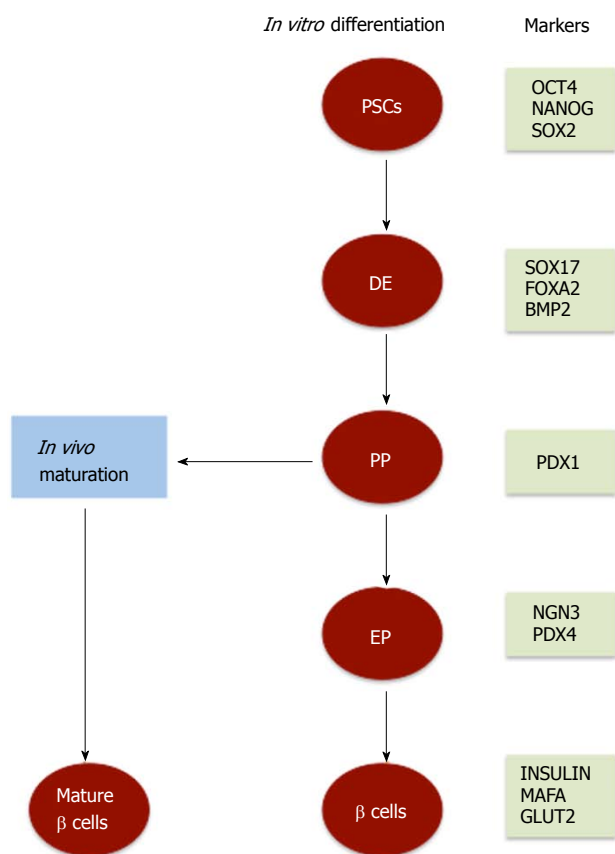 In vitro differentiation
Markers
PSCs
OCT4
NANOG
SOX2
DE
SOX17
FOXA2
BMP2
In vivo
maturation
PP
PDX1
EP
NGN3
PDX4
Mature
β cells
β cells
INSULIN
MAFA
GLUT2